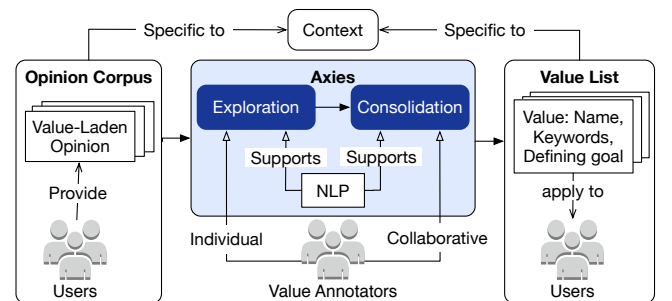 Specific to
Context
Specific to
Opinion Corpus
Value-Laden
Opinion
Provide
Users
Axies
Exploration
Consolidation
Supports
Supports
NLP
Individual
Collaborative
Value Annotators
Value List
Value: Name,
Keywords,
Defining goal
apply to
Users